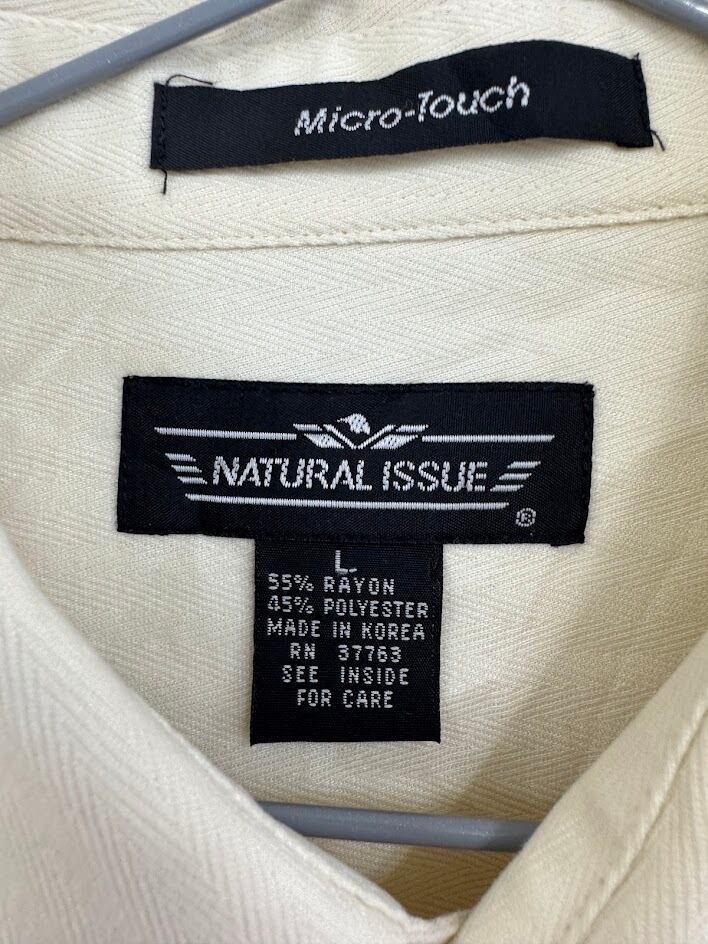 Micro-Touch
NATURAL ISSUE
®
L
55% RAYON
45% POLYESTER
MADE IN KOREA
RN 37763
SEE INSIDE
FOR CARE